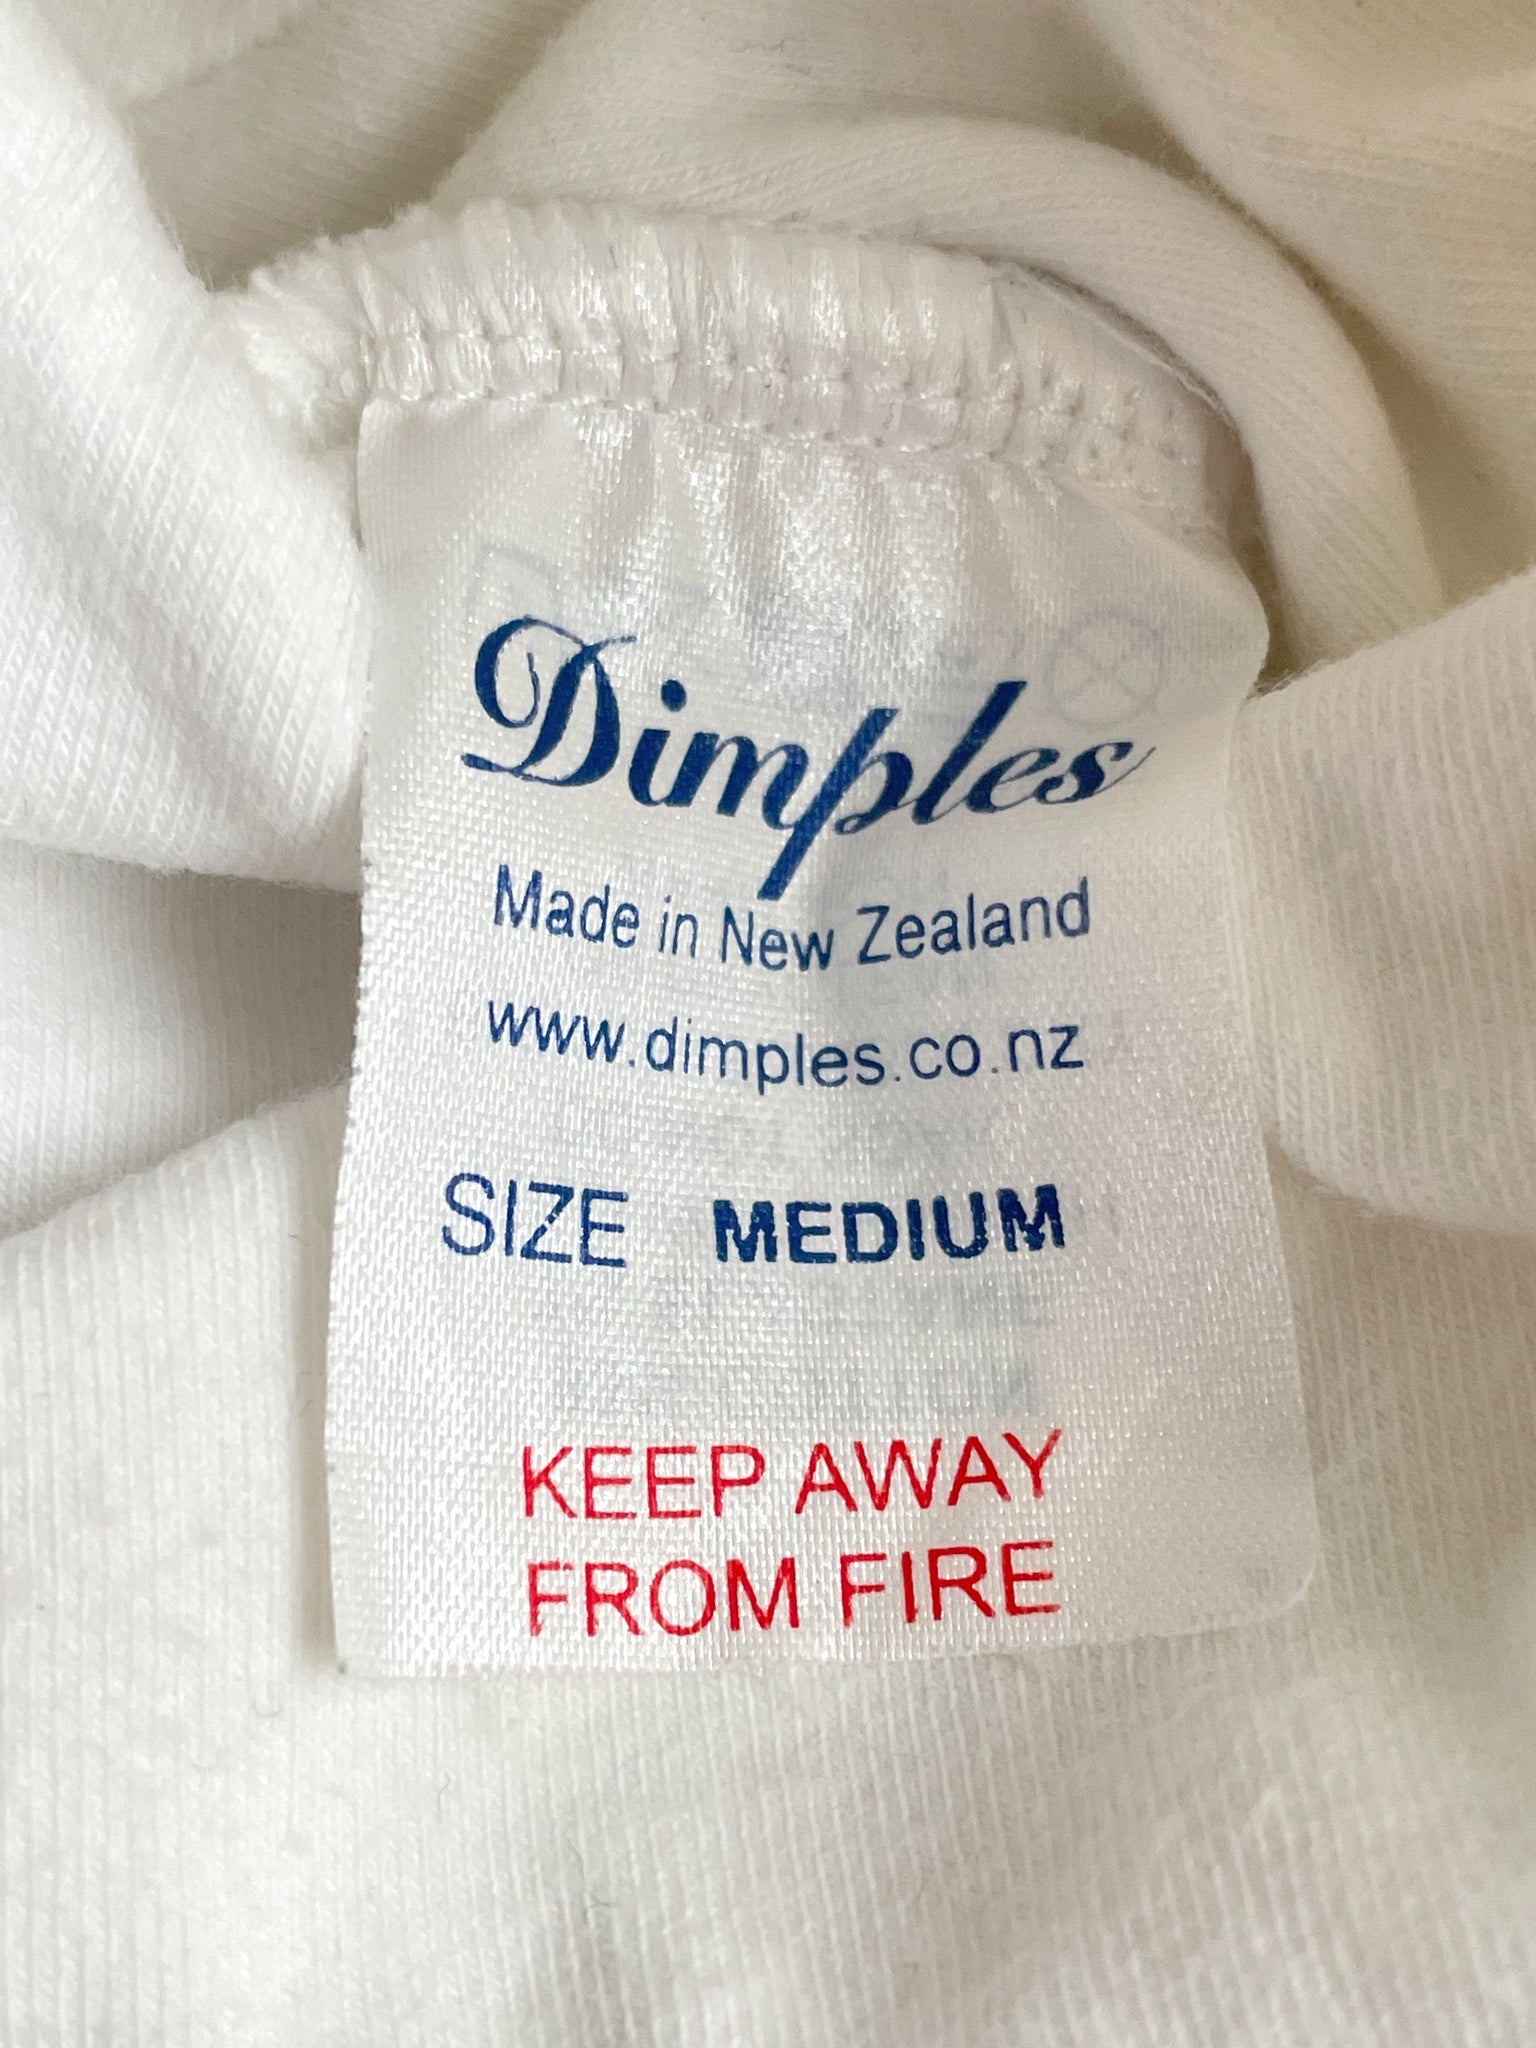 Dimples
Made in New Zealand
www.dimples.co.nz
SIZE MEDIUM
KEEP AWAY
FROM FIRE